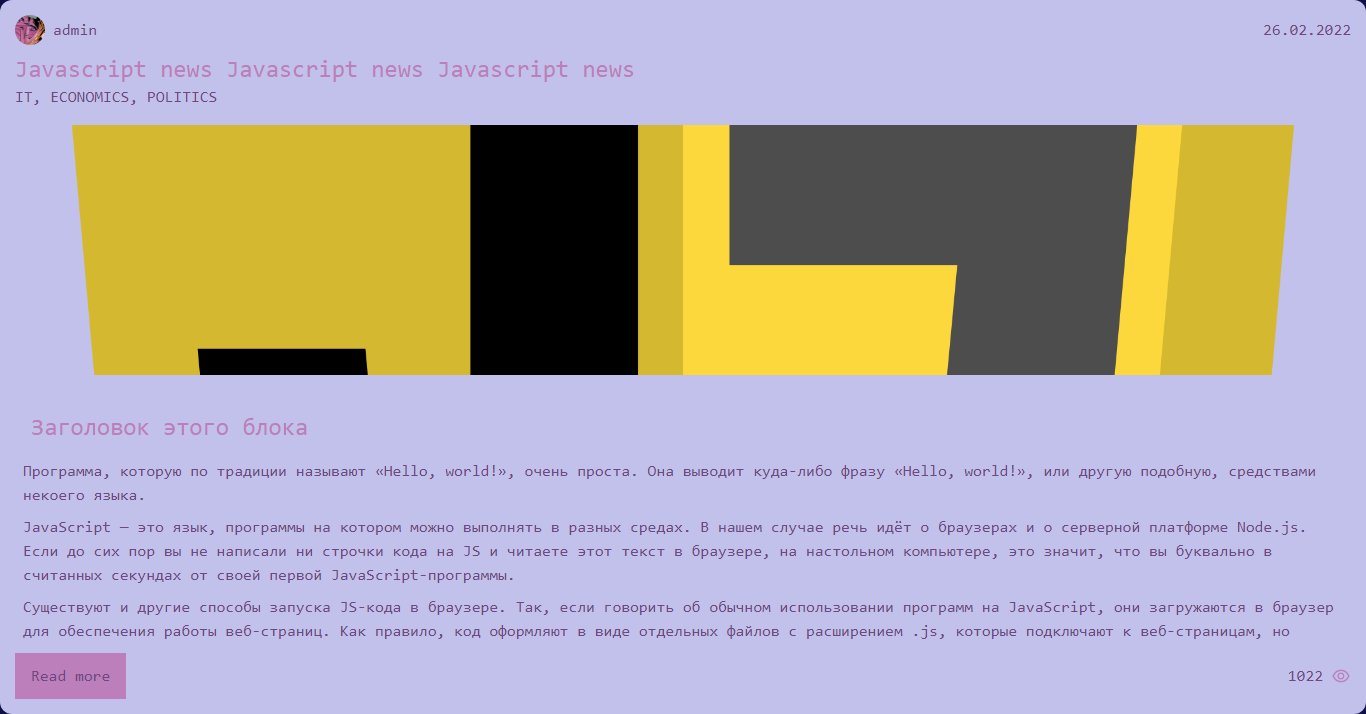 admin
26.02.2022
Javascript news Javascript news Javascript news
IT, ECONOMICS, POLITICS
Заголовок этого блока
Программа, которую по традиции называют «Hello, world!», очень проста. Она выводит куда-либо фразу «Hello, world!», или другую подобную, средствами
некоего языка.
JavaScript — это язык, программы на котором можно выполнять в разных средах. В нашем случае речь идёт о браузерах и о серверной платформе Node.js.
Если до сих пор вы не написали ни строчки кода на JS и читаете этот текст в браузере, на настольном компьютере, это значит, что вы буквально в
считанных секундах от своей первой JavaScript-программы.
Существуют и другие способы запуска JS-кода в браузере. Так, если говорить об обычном использовании программ на JavaScript, они загружаются в браузер
для обеспечения работы веб-страниц. Как правило, код оформляют в виде отдельных файлов с расширением .js, которые подключают к веб-страницам, но
Read more
1022